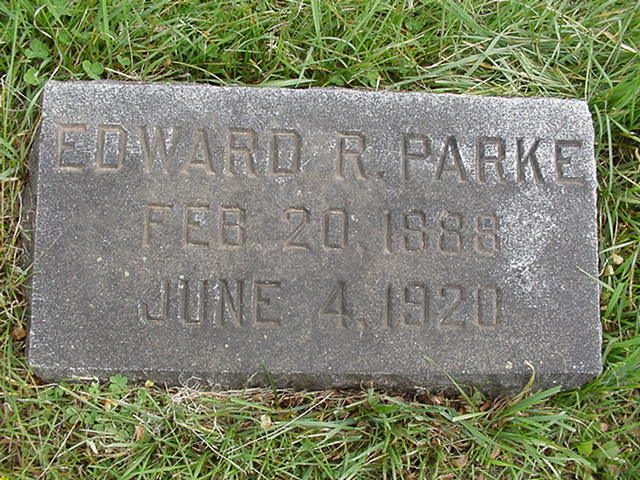 EDWARD R. PARKE
FEB. 20, 1888
JUNE 4, 1920